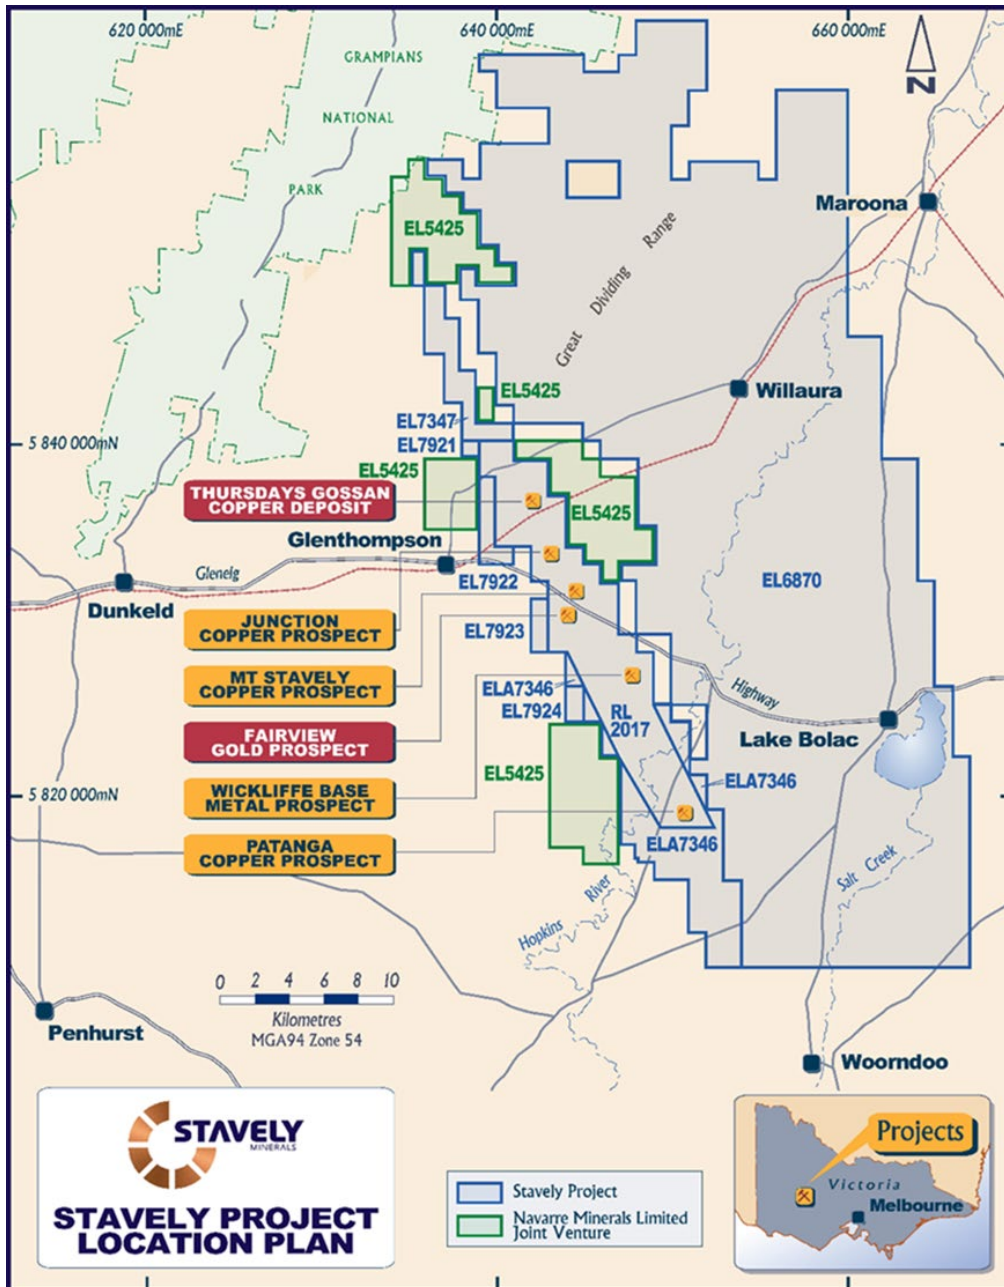 620 000mE
640 000mE
660 000mE
GRAMPIANS
NATIONAL
PARK
N
Maroona
EL5425
Great Dividing Range
Willaura
EL5425
EL7347
5 840 000mN
EL7921
EL5425
THURSDAYS GOSSAN
COPPER DEPOSIT
EL5425
Glenthompson
Glenelg
EL7922
EL6870
Dunkeld
JUNCTION
COPPER PROSPECT
EL7923
MT STAVELY
COPPER PROSPECT
ELA7346
Highway
EL7924
RL
2017
FAIRVIEW
GOLD PROSPECT
Lake Bolac
EL5425
ELA7346
WICKLIFFE BASE
METAL PROSPECT
5 820 000mN
PATANGA
COPPER PROSPECT
ELA7346
Salt Creek
Hopkins River
0 2 4 6 8 10
Kilometres
MGA94 Zone 54
Penhurst
Woorndoo
STAVELY
MINERALS
STAVELY PROJECT
LOCATION PLAN
Stavely Project
Navarre Minerals Limited
Joint Venture
Projects
Victoria
Melbourne